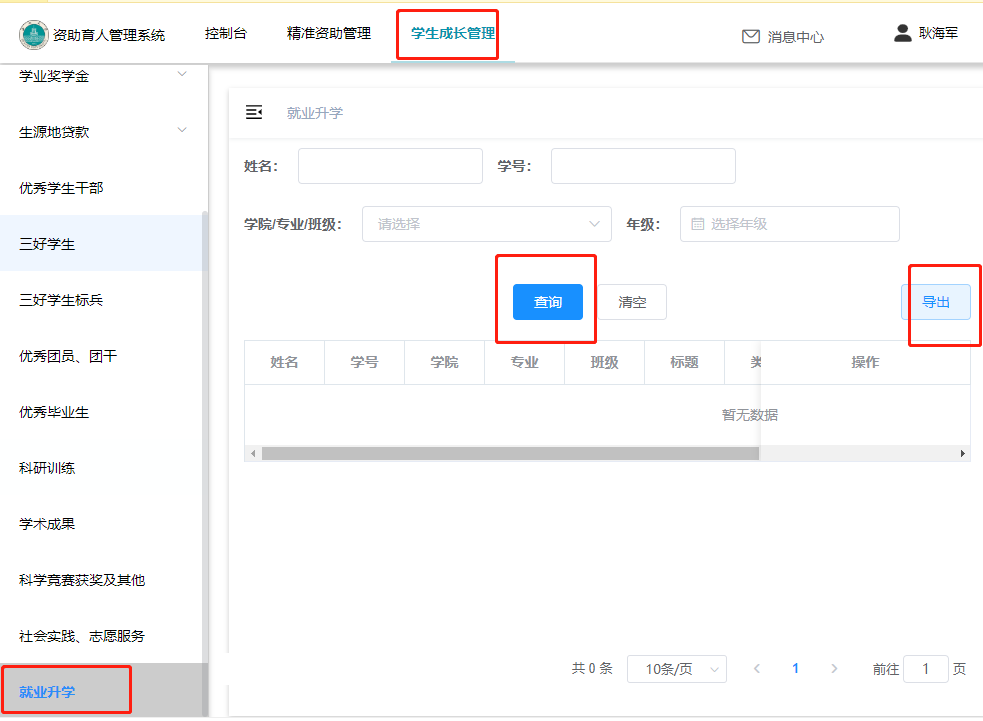 资助育人管理系统 控制台 精准资助管理 学生成长管理 消息中心 耿海军
学业奖学金
生源地贷款
优秀学生干部
三好学生
三好学生标兵
优秀团员、团干
优秀毕业生
科研训练
学术成果
科学竞赛获奖及其他
社会实践、志愿服务
就业升学
就业升学
姓名： 学号：
学院/专业/班级： 请选择 年级： 选择年级
查询 清空 导出
姓名 学号 学院 专业 班级 标题 类 操作
暂无数据
共 0 条 10条/页 1 前往 1 页